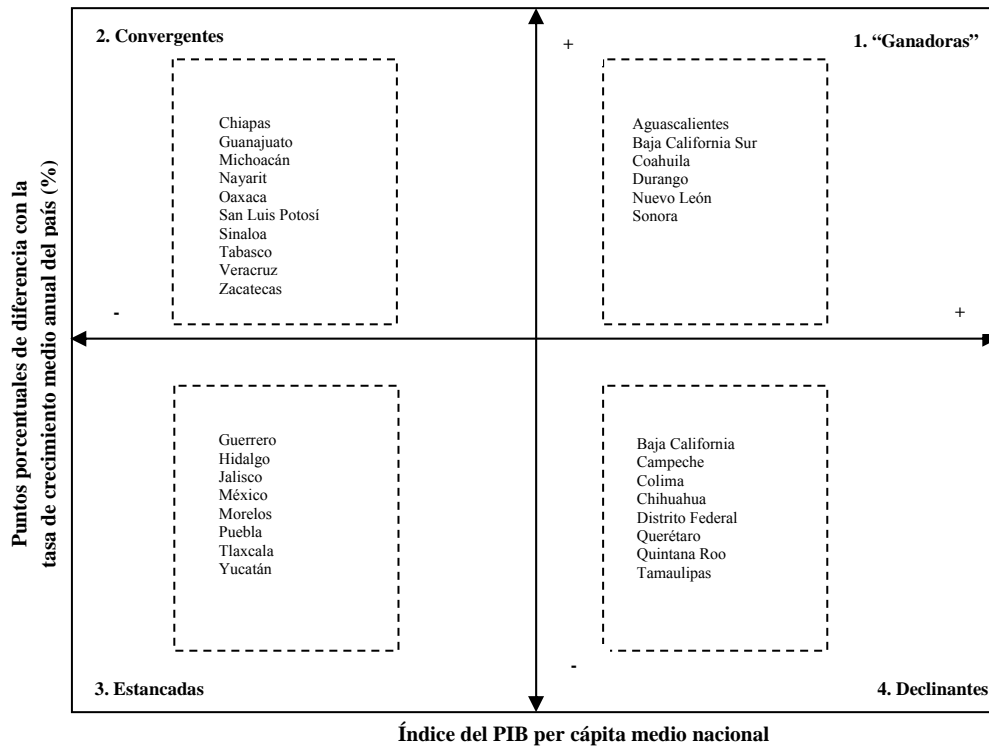 2. Convergentes
+
1. “Ganadoras”
Chiapas
Guanajuato
Michoacán
Nayarit
Oaxaca
San Luis Potosí
Sinaloa
Tabasco
Veracruz
Zacatecas
Aguascalientes
Baja California Sur
Coahuila
Durango
Nuevo León
Sonora
-
+
Puntos porcentuales de diferencia con la
tasa de crecimiento medio anual del país (%)
Guerrero
Hidalgo
Jalisco
México
Morelos
Puebla
Tlaxcala
Yucatán
Baja California
Campeche
Colima
Chihuahua
Distrito Federal
Querétaro
Quintana Roo
Tamaulipas
-
3. Estancadas
4. Declinantes
Índice del PIB per cápita medio nacional